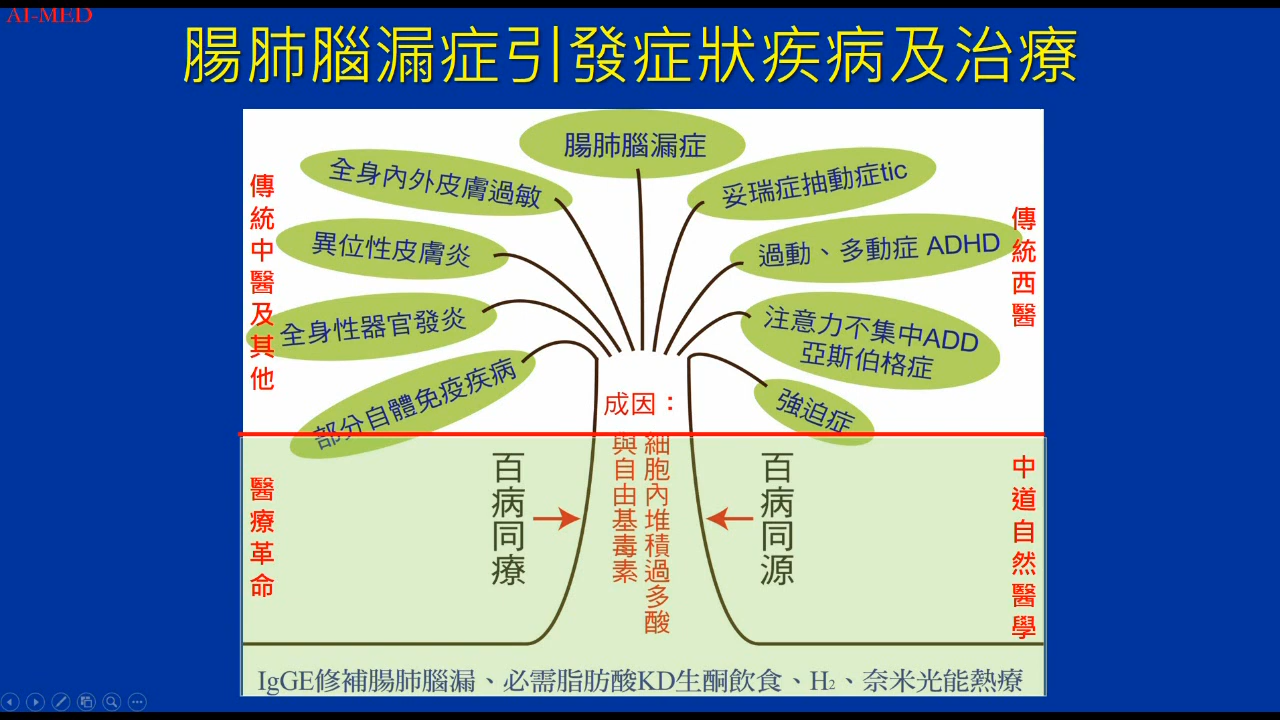 AI-MED
腸肺腦漏症引發症狀疾病及治療
腸肺腦漏症
全身內外皮膚過敏
妥瑞症抽動症tic
異位性皮膚炎
過動、多動症 ADHD
全身性器官發炎
注意力不集中ADD
亞斯伯格症
部分自體免疫疾病
強迫症
傳統中醫及其他
傳統西醫
成因：
細胞內堆積過多酸
與自由基毒素
百病同療
百病同源
醫療革命
中道自然醫學
IgGE修補腸肺腦漏、必需脂肪酸KD生酮飲食、H₂、奈米光能熱療